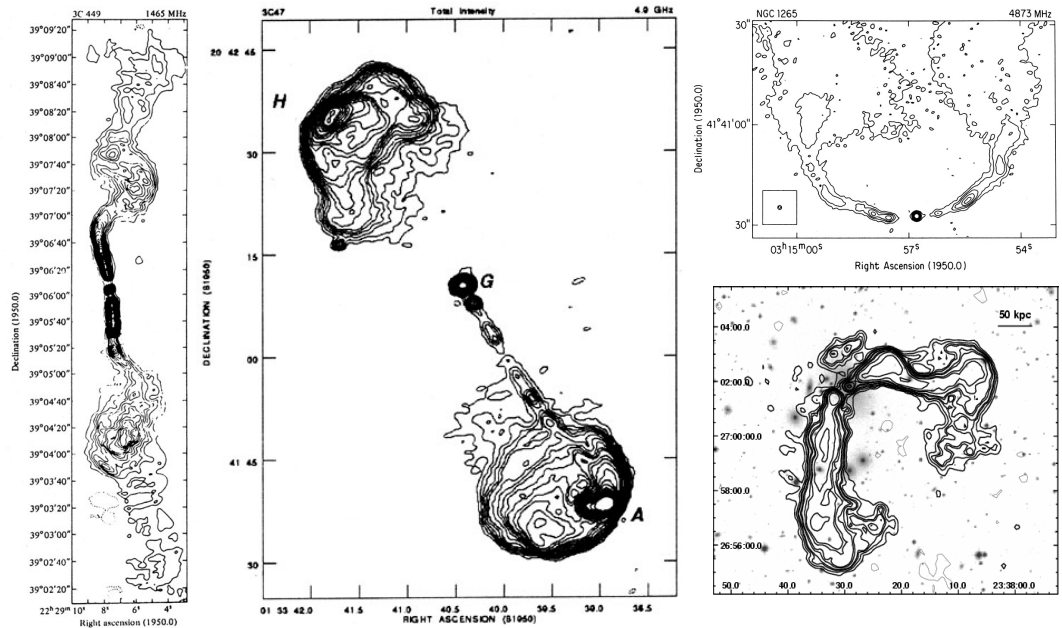 3C 449 1465 MHz
39°09'20"
39°09'00"
39°08'40"
39°08'20"
39°08'00"
39°07'40"
39°07'20"
39°07'00"
39°06'40"
39°06'20"
39°06'00"
39°05'40"
39°05'20"
39°05'00"
39°04'40"
39°04'20"
39°04'00"
39°03'40"
39°03'20"
39°03'00"
39°02'40"
39°02'20"
Declination (1950.0)
22ʰ29ᵐ10ˢ 8ˢ 6ˢ 4ˢ
Right ascension (1950.0)
3C47 Total Intensity 4.9 GHz
20 42 45
30
15
00
41 45
30
DECLINATION (B1950)
H
G
A
01 33 42.0 41.5 41.0 40.5 40.0 39.5 39.0 38.5
RIGHT ASCENSION (B1950)
NGC 1265 4873 MHz
30"
41°41'00"
30"
Declination (1950.0)
03ʰ15ᵐ00ˢ 57ˢ 54ˢ
Right Ascension (1950.0)
50 kpc
04:00.0
02:00.0
27:00:00.0
58:00.0
26:56:00.0
50.0 40.0 30.0 20.0 10.0 23:38:00.0